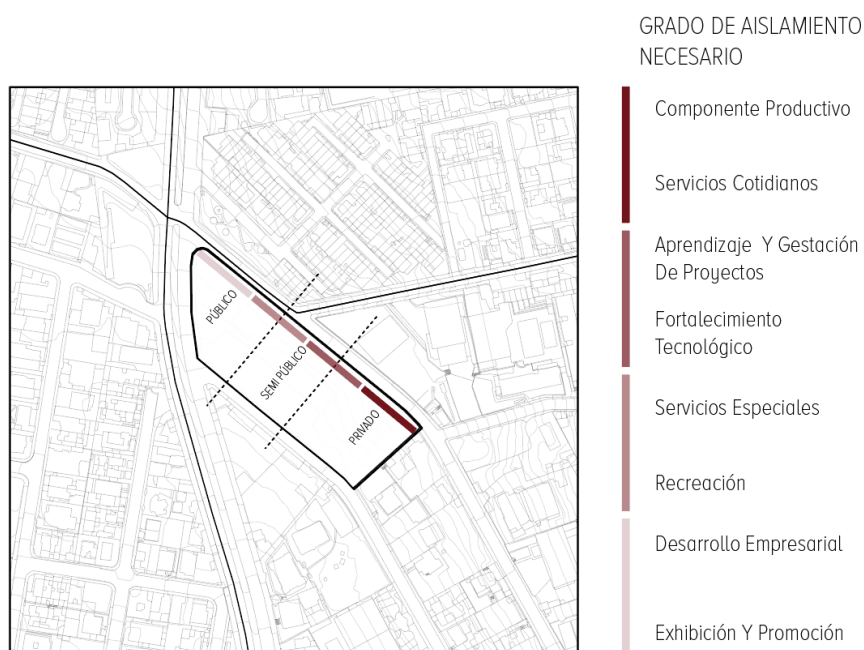 GRADO DE AISLAMIENTO
NECESARIO
Componente Productivo
Servicios Cotidianos
Aprendizaje Y Gestación
De Proyectos
Fortalecimiento
Tecnológico
Servicios Especiales
Recreación
Desarrollo Empresarial
Exhibición Y Promoción
PÚBLICO
SEMI PÚBLICO
PRIVADO